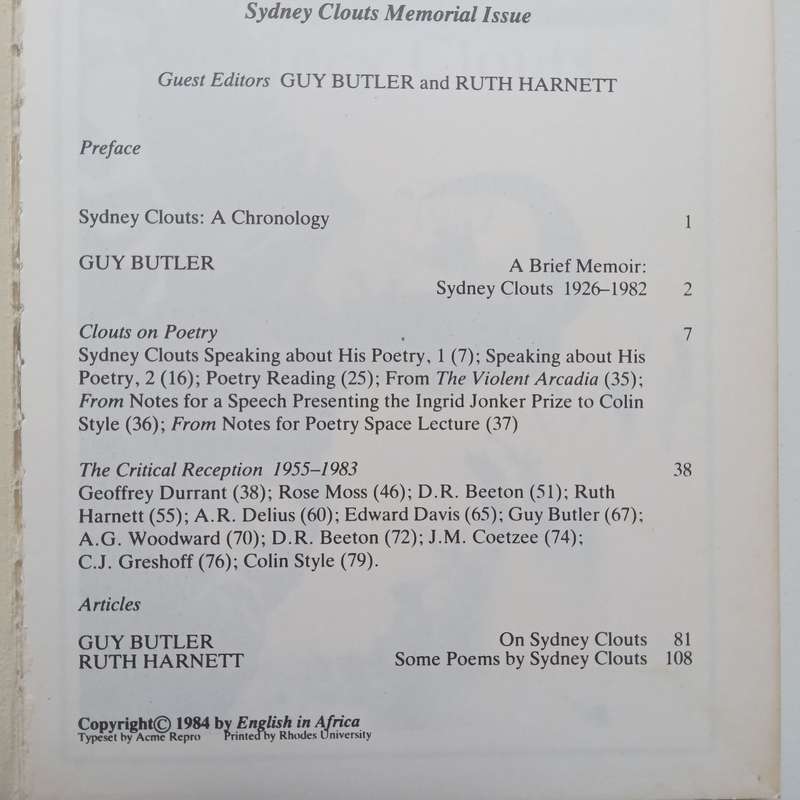 Sydney Clouts Memorial Issue
Guest Editors GUY BUTLER and RUTH HARNETT
Preface
Sydney Clouts: A Chronology 1
GUY BUTLER A Brief Memoir:
Sydney Clouts 1926–1982 2
Clouts on Poetry 7
Sydney Clouts Speaking about His Poetry, 1 (7); Speaking about His
Poetry, 2 (16); Poetry Reading (25); From The Violent Arcadia (35);
From Notes for a Speech Presenting the Ingrid Jonker Prize to Colin
Style (36); From Notes for Poetry Space Lecture (37)
The Critical Reception 1955–1983 38
Geoffrey Durrant (38); Rose Moss (46); D.R. Beeton (51); Ruth
Harnett (55); A.R. Delius (60); Edward Davis (65); Guy Butler (67);
A.G. Woodward (70); D.R. Beeton (72); J.M. Coetzee (74);
C.J. Greshoff (76); Colin Style (79).
Articles
GUY BUTLER On Sydney Clouts 81
RUTH HARNETT Some Poems by Sydney Clouts 108
Copyright© 1984 by English in Africa
Typeset by Acme Repro Printed by Rhodes University